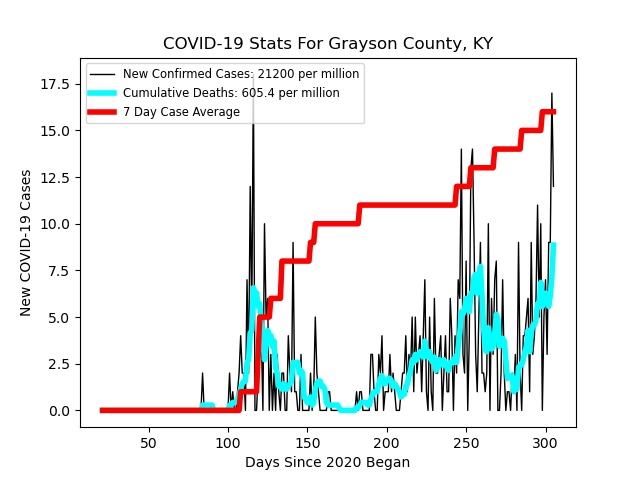 COVID-19 Stats For Grayson County, KY
New Confirmed Cases: 21200 per million
Cumulative Deaths: 605.4 per million
7 Day Case Average
17.5
15.0
12.5
10.0
7.5
5.0
2.5
0.0
New COVID-19 Cases
50 100 150 200 250 300
Days Since 2020 Began